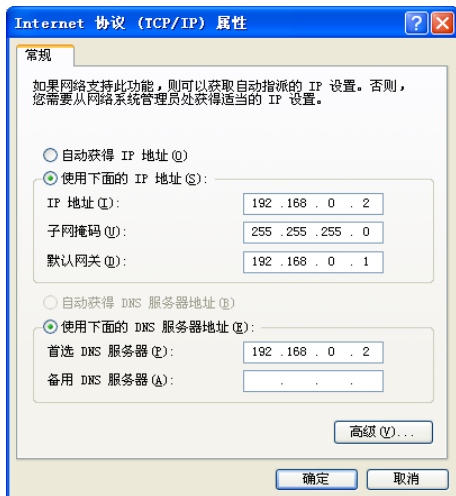 Internet 协议 (TCP/IP) 属性
常规
如果网络支持此功能，则可以获取自动指派的 IP 设置。否则，
您需要从网络系统管理员处获得适当的 IP 设置。
自动获得 IP 地址(O)
使用下面的 IP 地址(S):
IP 地址(I): 192 .168 . 0 . 2
子网掩码(U): 255 .255 .255 . 0
默认网关(D): 192 .168 . 0 . 1
自动获得 DNS 服务器地址(B)
使用下面的 DNS 服务器地址(E):
首选 DNS 服务器(P): 192 .168 . 0 . 2
备用 DNS 服务器(A): . . .
高级(V)...
确定 取消